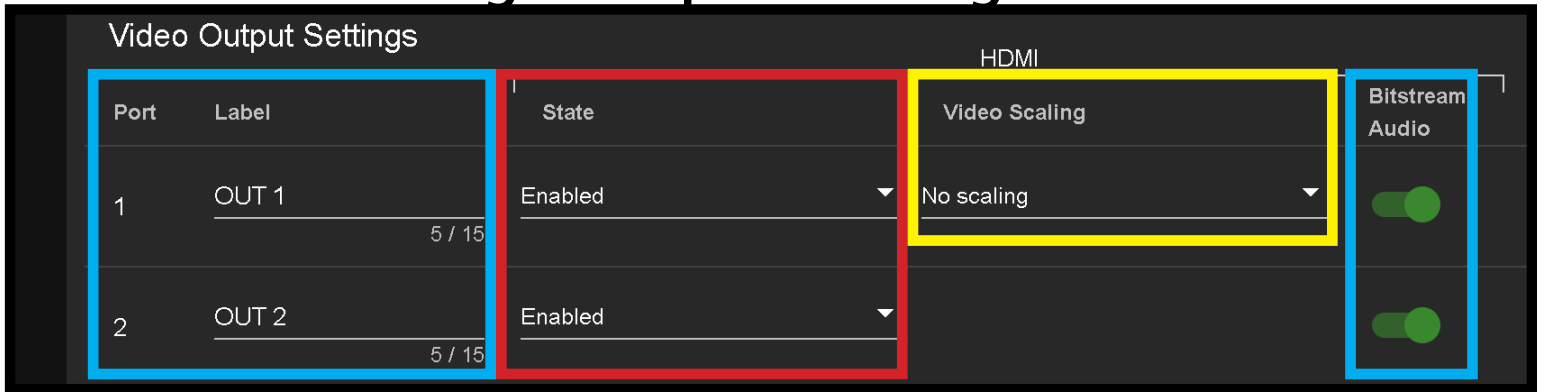 Video Output Settings
HDMI
Port Label State Video Scaling Bitstream
Audio
1 OUT 1 Enabled No scaling
5 / 15
2 OUT 2 Enabled
5 / 15